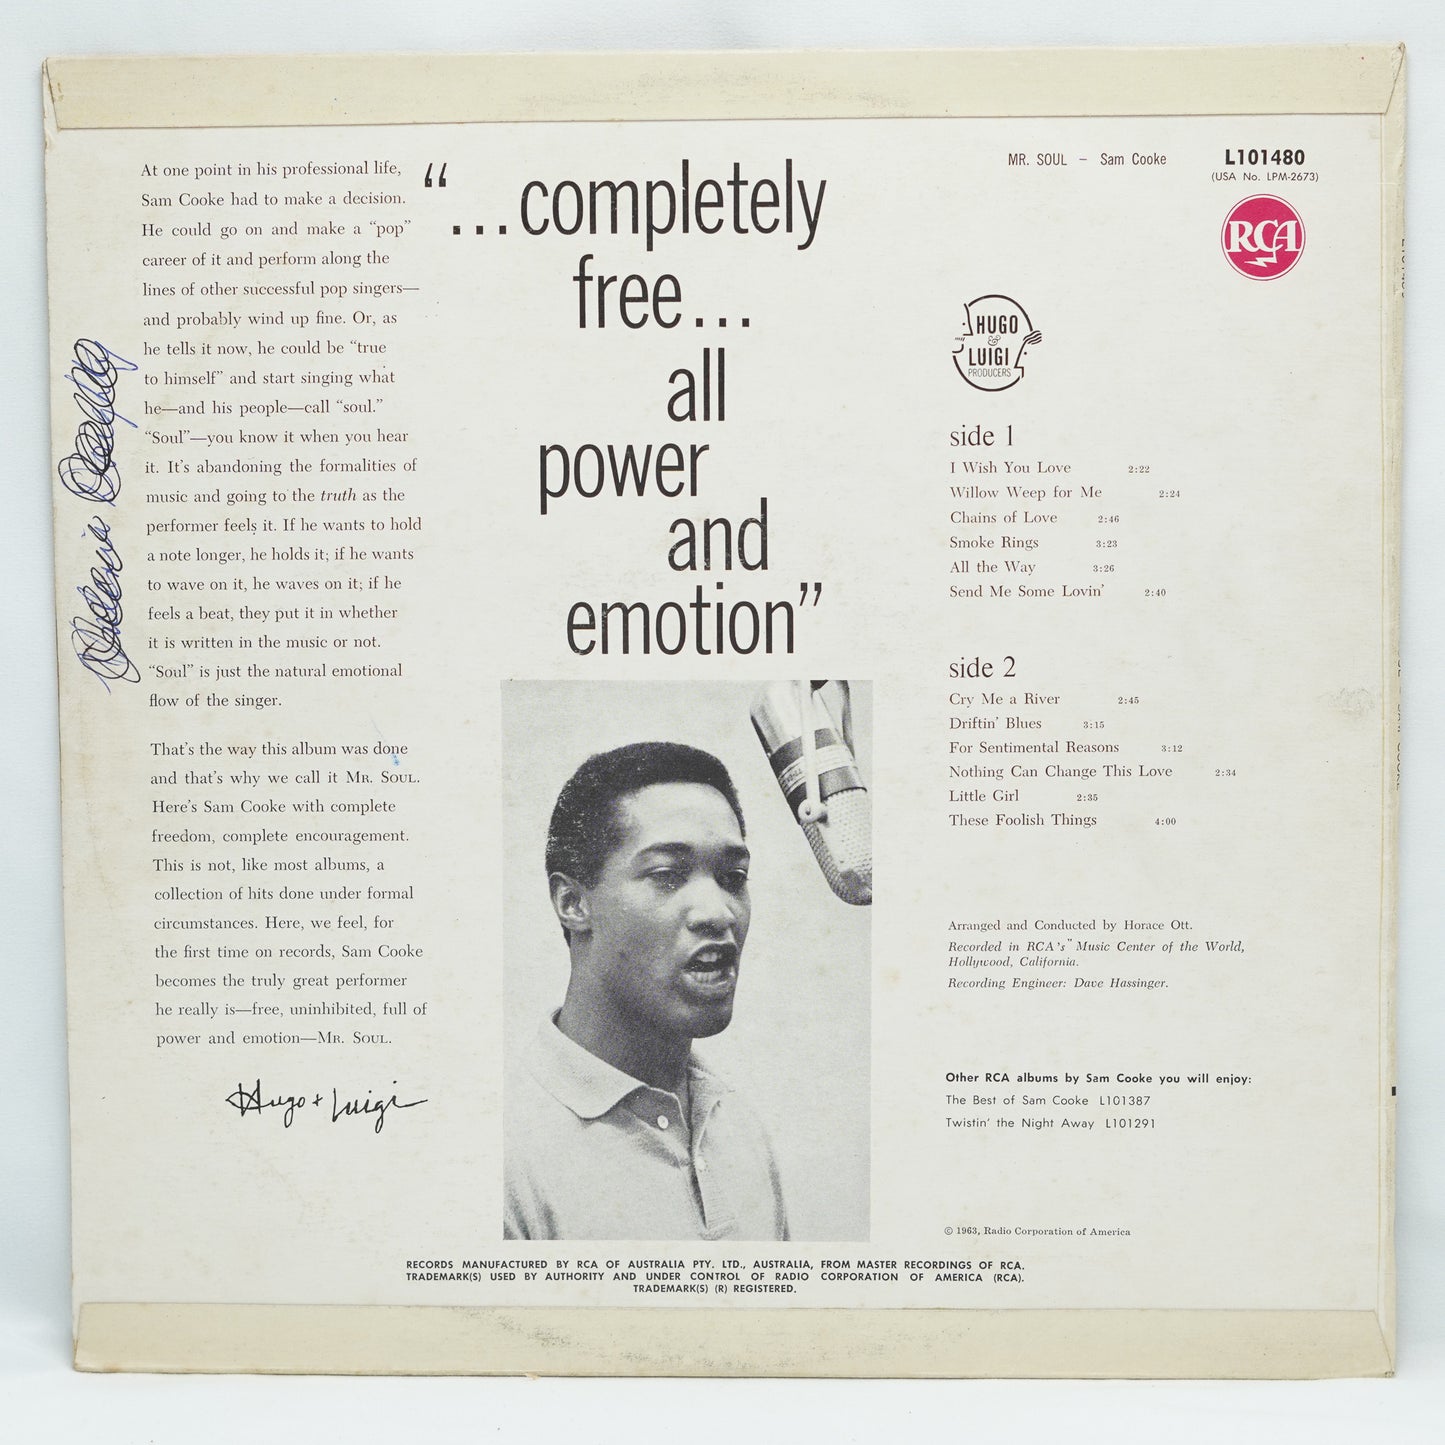 At one point in his professional life,
Sam Cooke had to make a decision.
He could go on and make a “pop”
career of it and perform along the
lines of other successful pop singers—
and probably wind up fine. Or, as
he tells it now, he could be “true
to himself” and start singing what
he—and his people—call “soul.”
“Soul”—you know it when you hear
it. It’s abandoning the formalities of
music and going to the truth as the
performer feels it. If he wants to hold
a note longer, he holds it; if he wants
to wave on it, he waves on it; if he
feels a beat, they put it in whether
it is written in the music or not.
“Soul” is just the natural emotional
flow of the singer.
That’s the way this album was done
and that’s why we call it MR. SOUL.
Here’s Sam Cooke with complete
freedom, complete encouragement.
This is not, like most albums, a
collection of hits done under formal
circumstances. Here, we feel, for
the first time on records, Sam Cooke
becomes the truly great performer
he really is—free, uninhibited, full of
power and emotion—MR. SOUL.
Hugo + Luigi
“...completely
free...
all
power
and
emotion”
MR. SOUL – Sam Cooke
L101480
(USA No. LPM-2673)
RCA
HUGO
&
LUIGI
PRODUCERS
side 1
I Wish You Love 2:22
Willow Weep for Me 2:24
Chains of Love 2:46
Smoke Rings 3:23
All the Way 3:26
Send Me Some Lovin’ 2:40
side 2
Cry Me a River 2:45
Driftin’ Blues 3:15
For Sentimental Reasons 3:12
Nothing Can Change This Love 2:34
Little Girl 2:35
These Foolish Things 4:00
Arranged and Conducted by Horace Ott.
Recorded in RCA’s” Music Center of the World,
Hollywood, California.
Recording Engineer: Dave Hassinger.
Other RCA albums by Sam Cooke you will enjoy:
The Best of Sam Cooke L101387
Twistin’ the Night Away L101291
© 1963, Radio Corporation of America
RECORDS MANUFACTURED BY RCA OF AUSTRALIA PTY. LTD., AUSTRALIA, FROM MASTER RECORDINGS OF RCA.
TRADEMARK(S) USED BY AUTHORITY AND UNDER CONTROL OF RADIO CORPORATION OF AMERICA (RCA).
TRADEMARK(S) (R) REGISTERED.